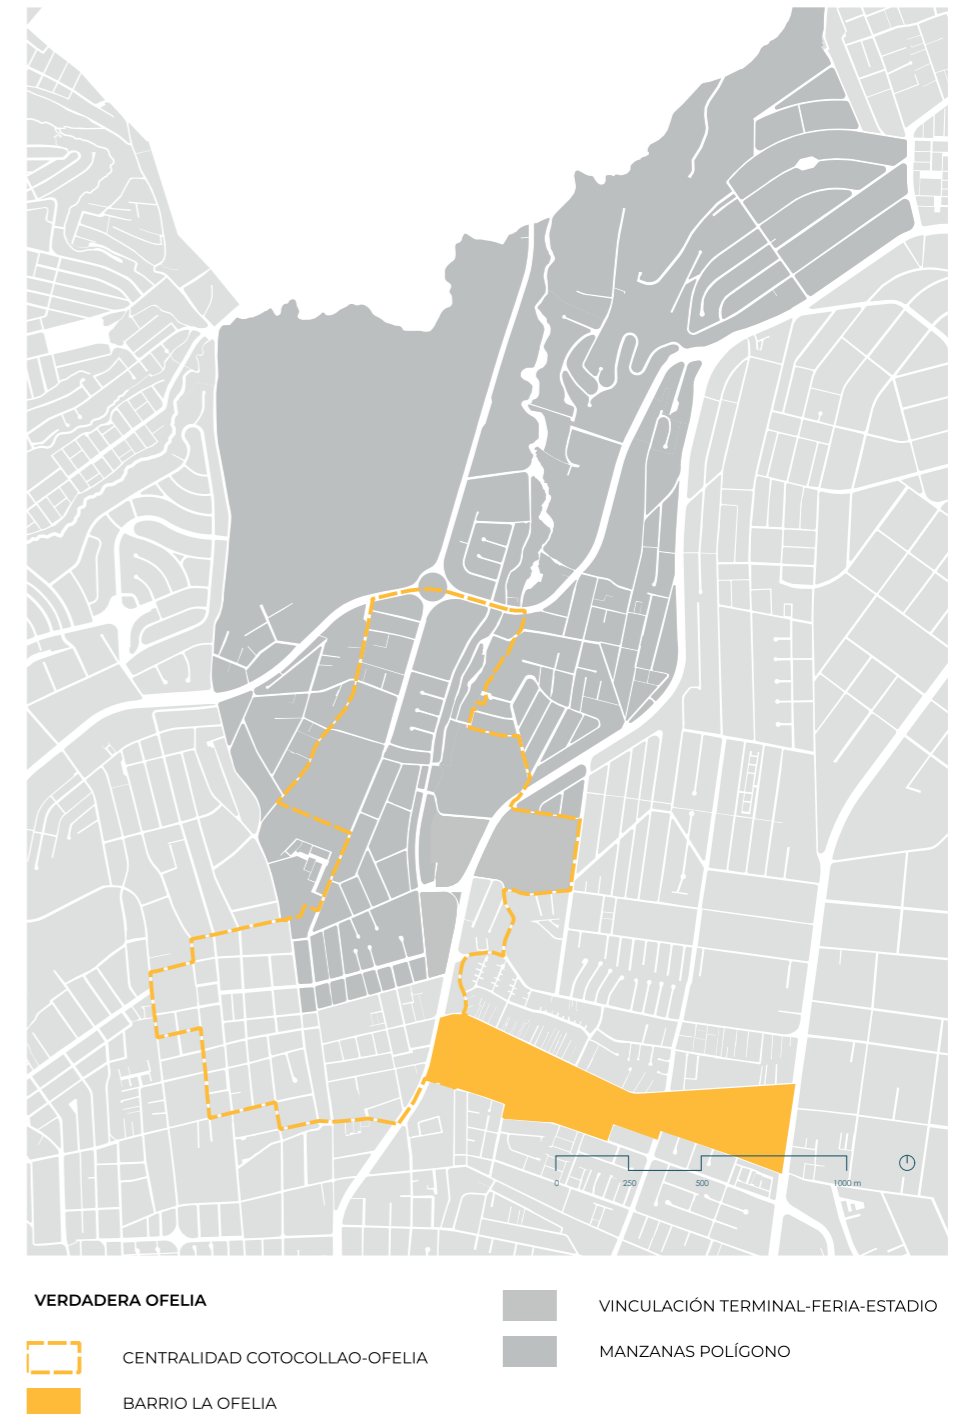 0 250 500 1000 m
VERDADERA OFELIA
CENTRALIDAD COTOCOLLAO-OFELIA
BARRIO LA OFELIA
VINCULACIÓN TERMINAL-FERIA-ESTADIO
MANZANAS POLÍGONO